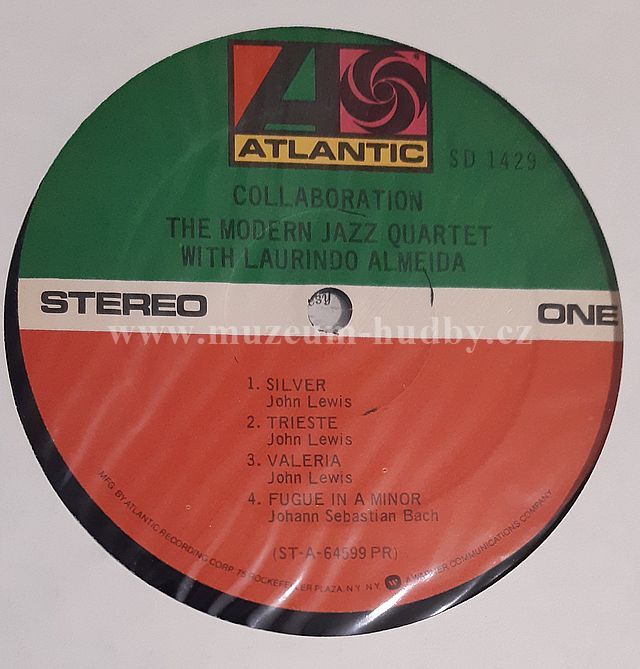 ATLANTIC
SD 1429
COLLABORATION
THE MODERN JAZZ QUARTET
WITH LAURINDO ALMEIDA
STEREO
ONE
www.muzeum-hudby.cz
1. SILVER
John Lewis
2. TRIESTE
John Lewis
3. VALERIA
John Lewis
4. FUGUE IN A MINOR
Johann Sebastian Bach
(ST-A-64599 PR)
MFG. BY ATLANTIC RECORDING CORP. 75 ROCKEFELLER PLAZA, N.Y. N.Y. A WARNER COMMUNICATIONS COMPANY